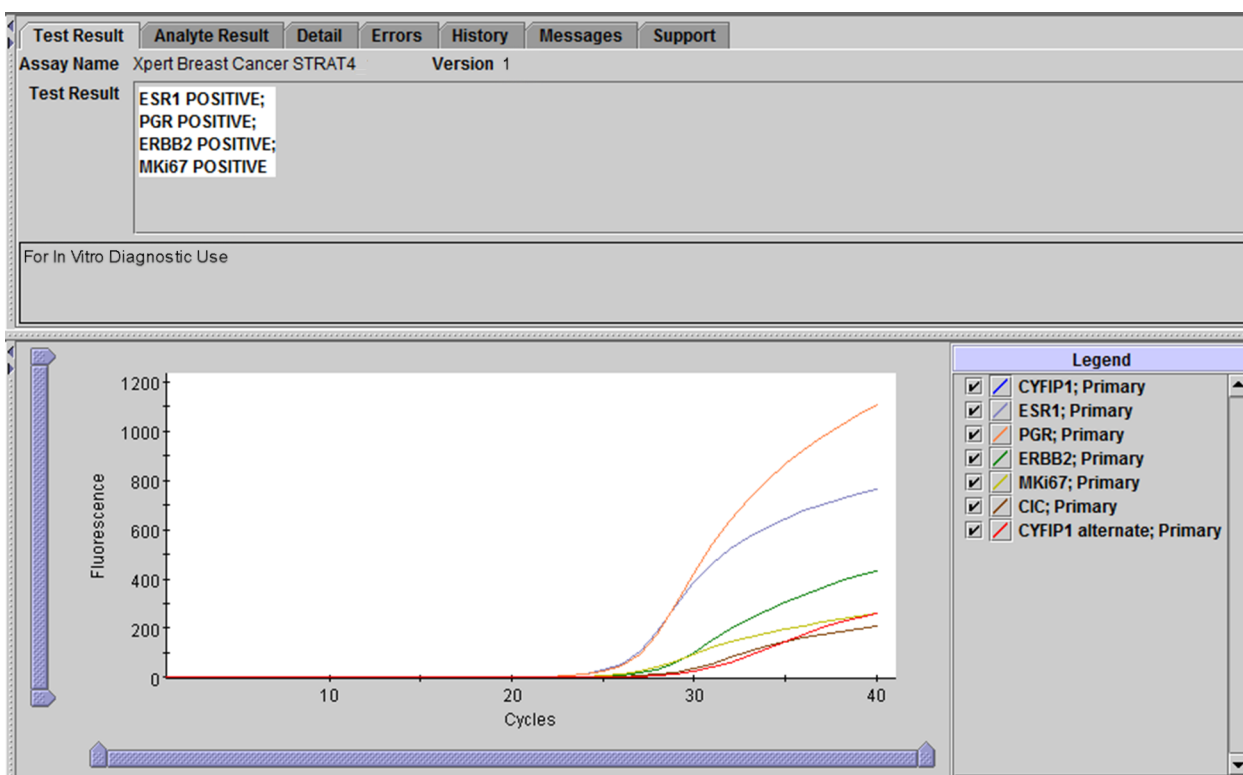 Test Result Analyte Result Detail Errors History Messages Support
Assay Name Xpert Breast Cancer STRAT4 Version 1
Test Result
ESR1 POSITIVE;
PGR POSITIVE;
ERBB2 POSITIVE;
MKi67 POSITIVE
For In Vitro Diagnostic Use
1200
1000
800
600
400
200
0
Fluorescence
10 20 30 40
Cycles
Legend
CYFIP1; Primary
ESR1; Primary
PGR; Primary
ERBB2; Primary
MKi67; Primary
CIC; Primary
CYFIP1 alternate; Primary